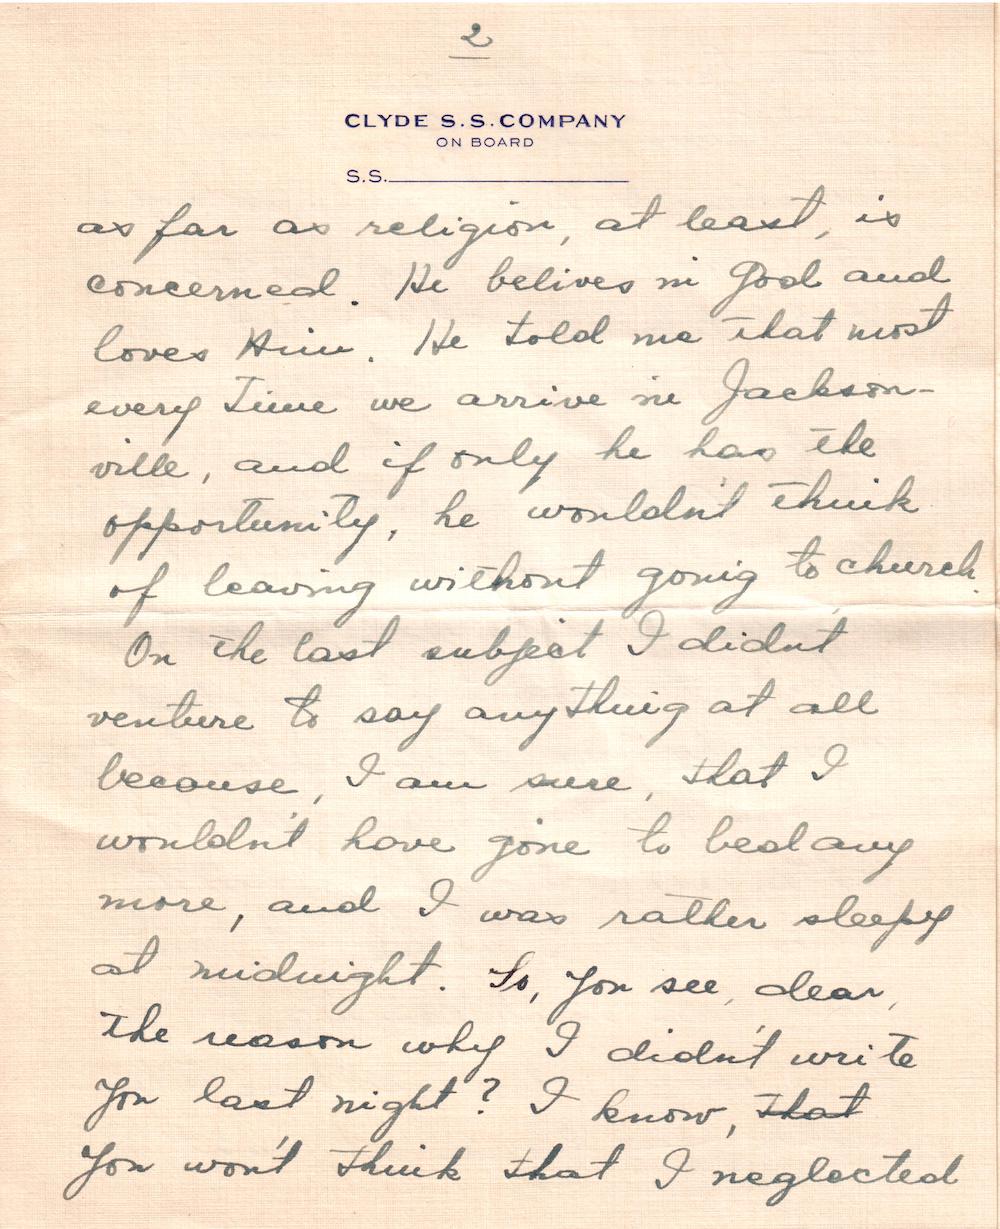 2
CLYDE S.S. COMPANY
ON BOARD
S.S.
as far as religion, at least, is
concerned. He belives in God and
loves Him. He told me that most
every time we arrive in Jackson-
ville, and if only he has the
opportunity, he wouldn't think
of leaving without going to church.
On the last subject I didnt
venture to say anything at all
because, I am sure, that I
wouldn't have gone to bed any
more, and I was rather sleepy
at midnight. So, you see, dear,
the reason why I didn't write
you last night? I know, that
you won't think that I neglected